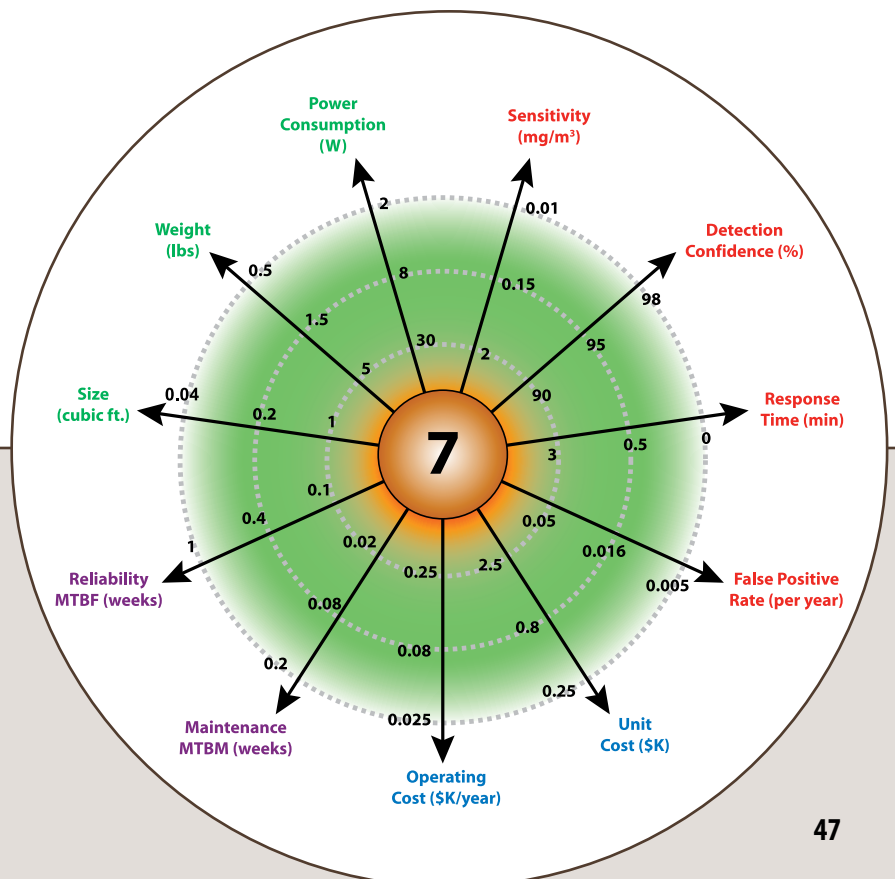 Power
Consumption
(W)
Sensitivity
(mg/m³)
Weight
(lbs)
Detection
Confidence (%)
Size
(cubic ft.)
Response
Time (min)
Reliability
MTBF (weeks)
False Positive
Rate (per year)
Maintenance
MTBM (weeks)
Unit
Cost ($K)
Operating
Cost ($K/year)
2
8
30
0.01
0.15
2
0.5
1.5
5
98
95
90
0.04
0.2
1
0
0.5
3
7
1
0.4
0.1
0.005
0.016
0.05
0.2
0.08
0.02
0.25
0.8
2.5
0.25
0.08
0.025
47